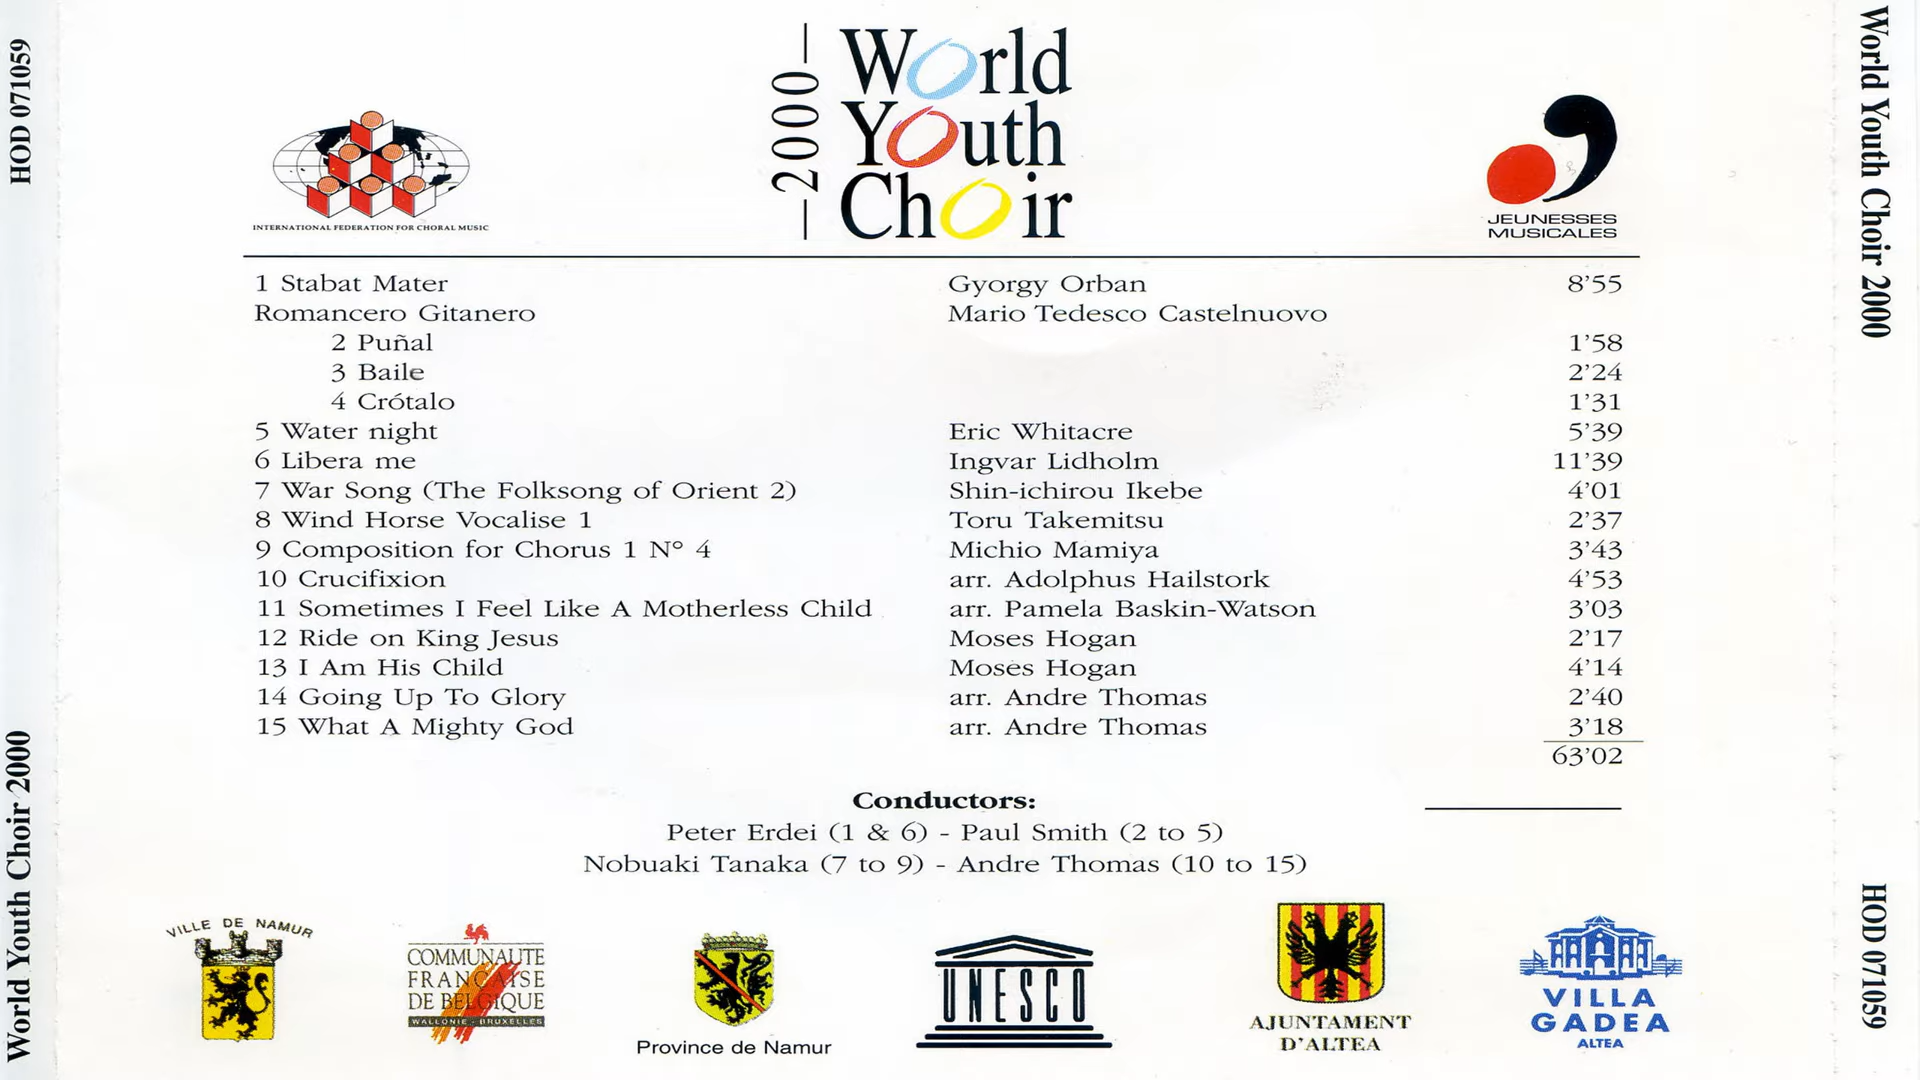 HOD 071059
World Youth Choir 2000
2000
World
Youth
Choir
INTERNATIONAL FEDERATION FOR CHORAL MUSIC
JEUNESSES
MUSICALES
1 Stabat Mater Gyorgy Orban 8'55
Romancero Gitanero Mario Tedesco Castelnuovo
2 Puñal 1'58
3 Baile 2'24
4 Crótalo 1'31
5 Water night Eric Whitacre 5'39
6 Libera me Ingvar Lidholm 11'39
7 War Song (The Folksong of Orient 2) Shin-ichirou Ikebe 4'01
8 Wind Horse Vocalise 1 Toru Takemitsu 2'37
9 Composition for Chorus 1 N° 4 Michio Mamiya 3'43
10 Crucifixion arr. Adolphus Hailstork 4'53
11 Sometimes I Feel Like A Motherless Child arr. Pamela Baskin-Watson 3'03
12 Ride on King Jesus Moses Hogan 2'17
13 I Am His Child Moses Hogan 4'14
14 Going Up To Glory arr. Andre Thomas 2'40
15 What A Mighty God arr. Andre Thomas 3'18
63'02
Conductors:
Peter Erdei (1 & 6) - Paul Smith (2 to 5)
Nobuaki Tanaka (7 to 9) - Andre Thomas (10 to 15)
VILLE DE NAMUR
COMMUNAUTE
FRANÇAISE
DE BELGIQUE
WALLONIE - BRUXELLES
Province de Namur
UNESCO
AJUNTAMENT
D'ALTEA
VILLA
GADEA
ALTEA
World Youth Choir 2000
HOD 071059